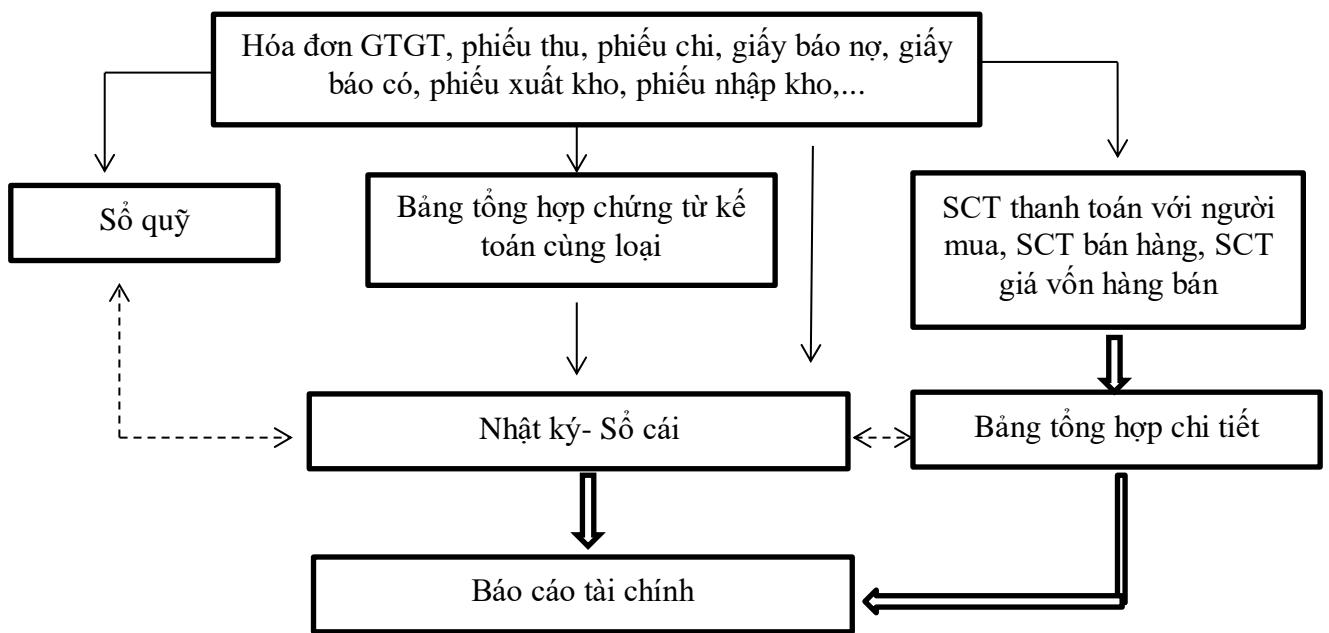 Hóa đơn GTGT, phiếu thu, phiếu chi, giấy báo nợ, giấy
báo có, phiếu xuất kho, phiếu nhập kho,...
Sổ quỹ
Bảng tổng hợp chứng từ kế
toán cùng loại
SCT thanh toán với người
mua, SCT bán hàng, SCT
giá vốn hàng bán
Nhật ký- Sổ cái
Bảng tổng hợp chi tiết
Báo cáo tài chính